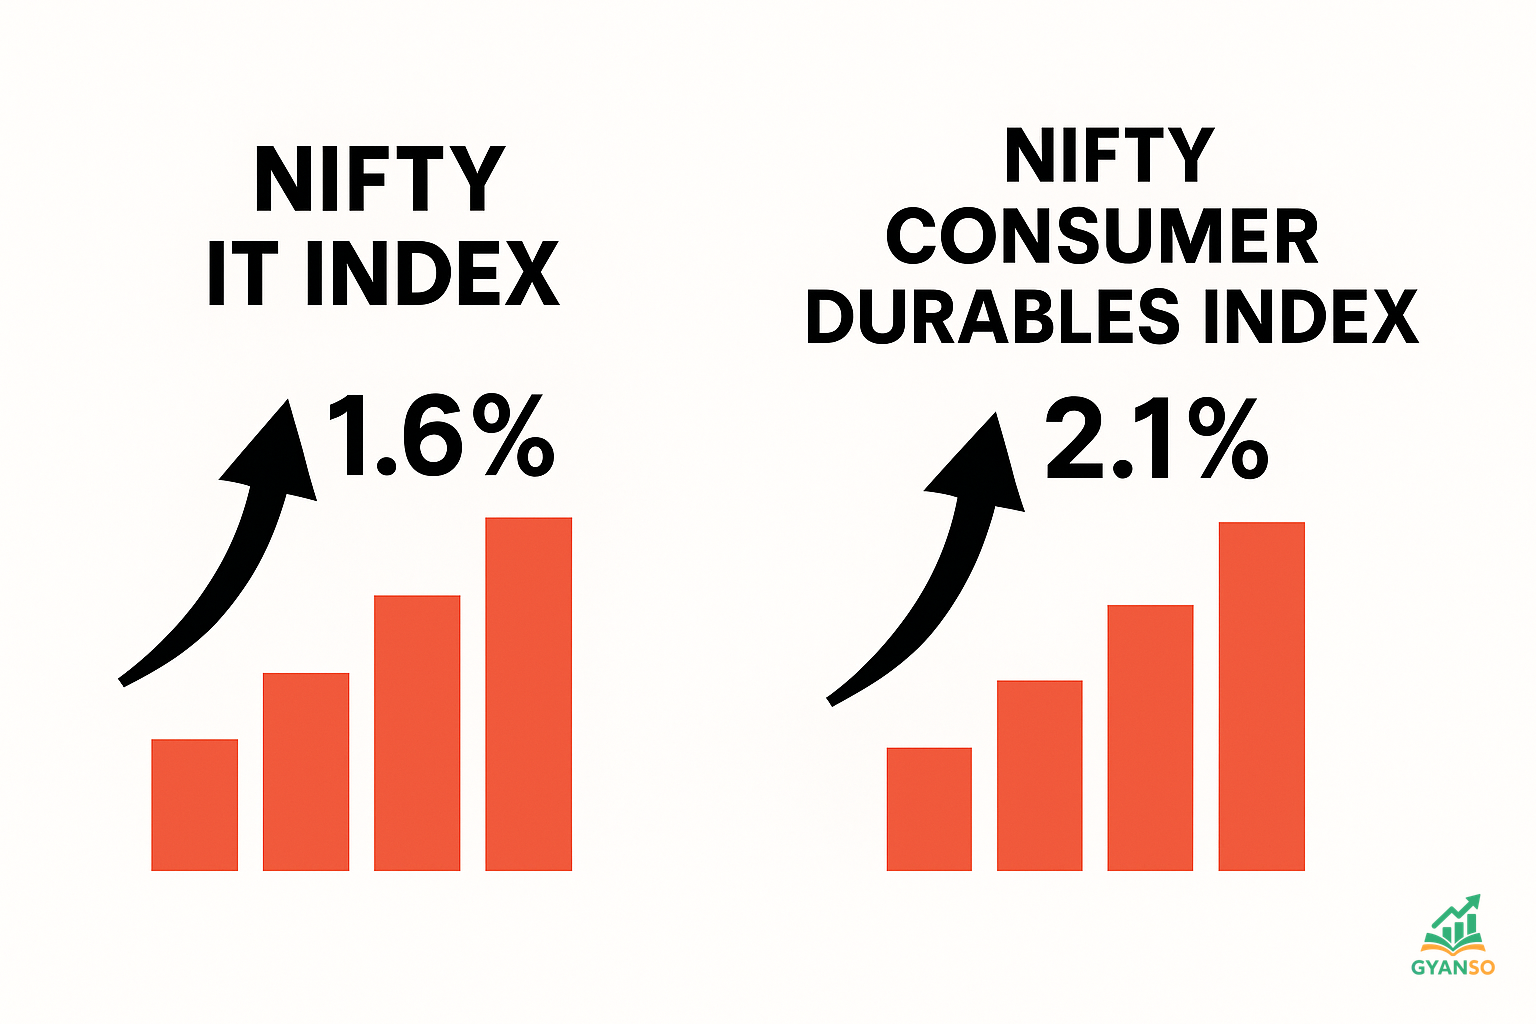 NIFTY
IT INDEX
1.6%
NIFTY
CONSUMER
DURABLES INDEX
2.1%
GYANSO